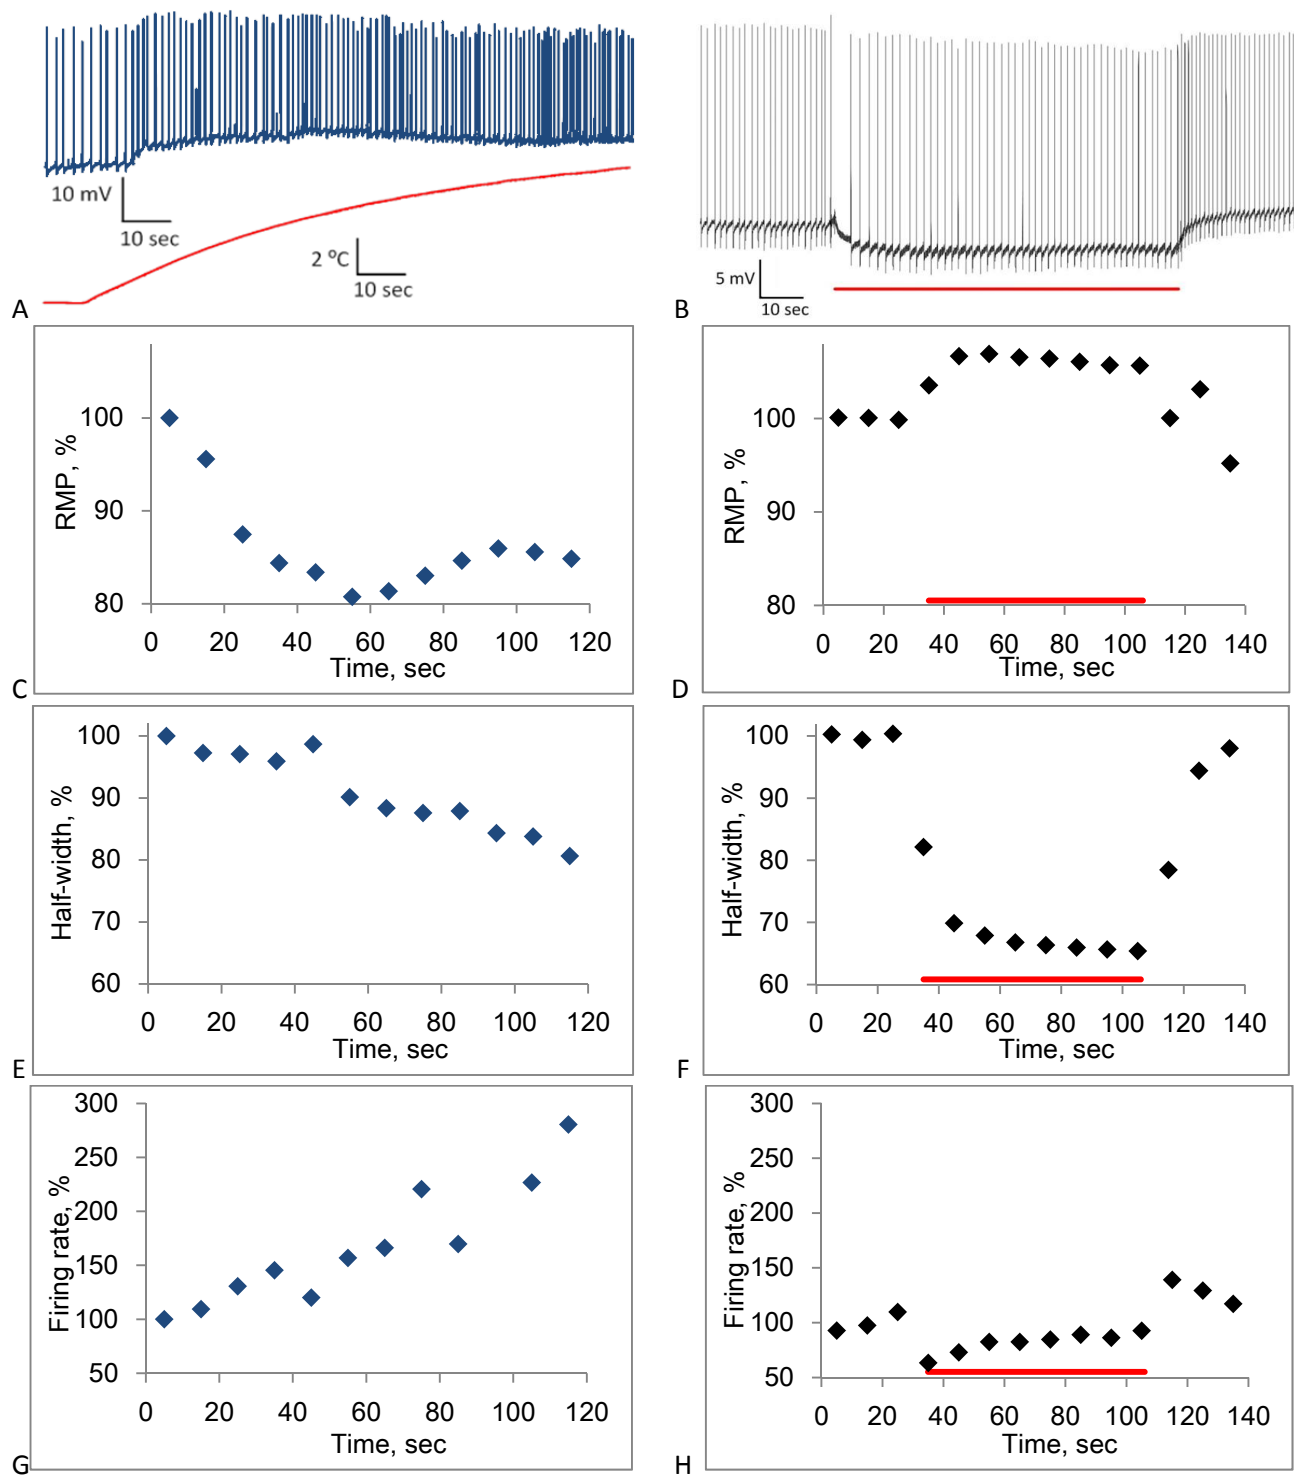 10 mV
10 sec
2 °C
10 sec
A
5 mV
10 sec
B
100
90
80
RMP, %
0 20 40 60 80 100 120
Time, sec
C
100
90
80
RMP, %
0 20 40 60 80 100 120 140
Time, sec
D
100
90
80
70
60
Half-width, %
0 20 40 60 80 100 120
Time, sec
E
100
90
80
70
60
Half-width, %
0 20 40 60 80 100 120 140
Time, sec
F
300
250
200
150
100
50
Firing rate, %
0 20 40 60 80 100 120
Time, sec
G
300
250
200
150
100
50
Firing rate, %
0 20 40 60 80 100 120 140
Time, sec
H